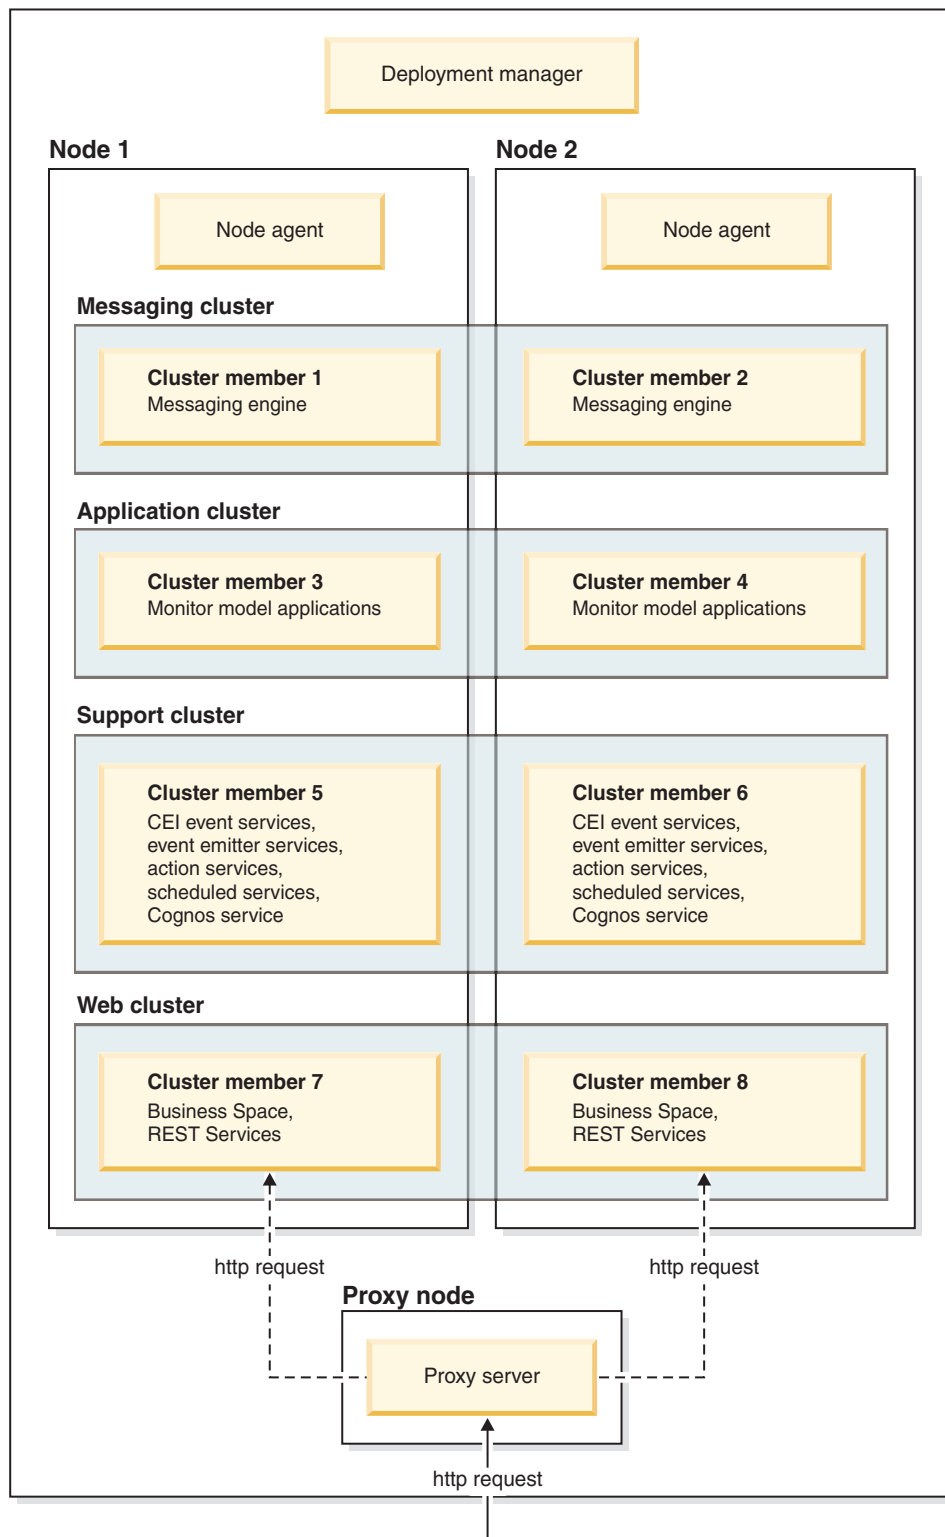 Deployment manager
Node 1
Node 2
Node agent
Node agent
Messaging cluster
Cluster member 1
Messaging engine
Cluster member 2
Messaging engine
Application cluster
Cluster member 3
Monitor model applications
Cluster member 4
Monitor model applications
Support cluster
Cluster member 5
CEI event services,
event emitter services,
action services,
scheduled services,
Cognos service
Cluster member 6
CEI event services,
event emitter services,
action services,
scheduled services,
Cognos service
Web cluster
Cluster member 7
Business Space,
REST Services
Cluster member 8
Business Space,
REST Services
http request
http request
Proxy node
Proxy server
http request